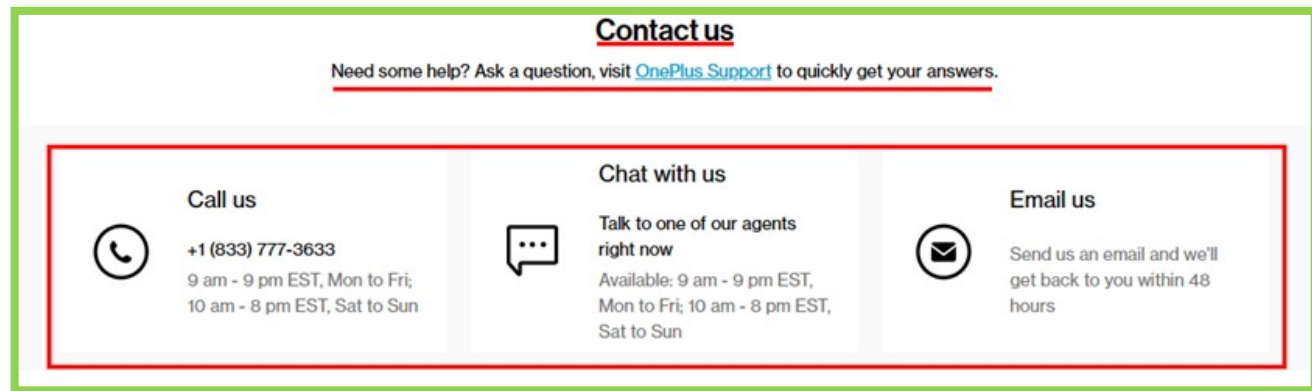 Contact us
Need some help? Ask a question, visit OnePlus Support to quickly get your answers.
Call us
+1 (833) 777-3633
9 am - 9 pm EST, Mon to Fri;
10 am - 8 pm EST, Sat to Sun
Chat with us
Talk to one of our agents
right now
Available: 9 am - 9 pm EST,
Mon to Fri; 10 am - 8 pm EST,
Sat to Sun
Email us
Send us an email and we'll
get back to you within 48
hours